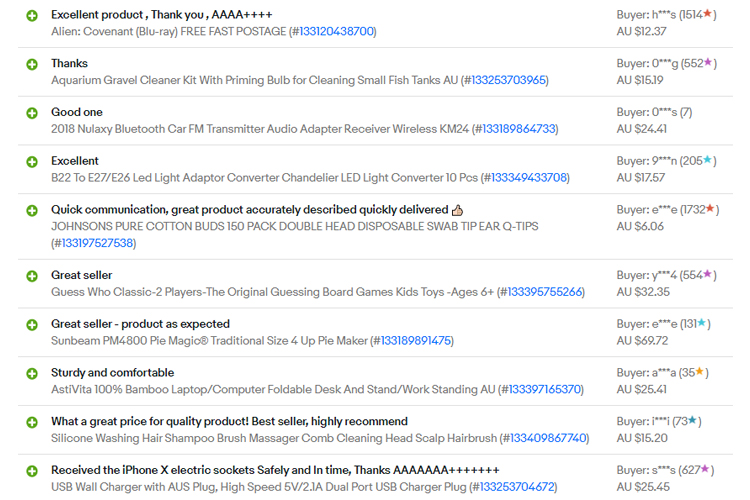 Excellent product , Thank you , AAAA++++ Buyer: h***s (1514)
Alien: Covenant (Blu-ray) FREE FAST POSTAGE (#133120438700) AU $12.37
Thanks Buyer: 0***g (552)
Aquarium Gravel Cleaner Kit With Priming Bulb for Cleaning Small Fish Tanks AU (#133253703965) AU $15.19
Good one Buyer: 0***s (7)
2018 Nulaxy Bluetooth Car FM Transmitter Audio Adapter Receiver Wireless KM24 (#133189864733) AU $24.41
Excellent Buyer: 9***n (205)
B22 To E27/E26 Led Light Adaptor Converter Chandelier LED Light Converter 10 Pcs (#133349433708) AU $17.57
Quick communication, great product accurately described quickly delivered 👍 Buyer: e***e (1732)
JOHNSONS PURE COTTON BUDS 150 PACK DOUBLE HEAD DISPOSABLE SWAB TIP EAR Q-TIPS AU $6.06
(#133197527538)
Great seller Buyer: y***4 (554)
Guess Who Classic-2 Players-The Original Guessing Board Games Kids Toys -Ages 6+ (#133395755266) AU $32.35
Great seller - product as expected Buyer: e***e (131)
Sunbeam PM4800 Pie Magic® Traditional Size 4 Up Pie Maker (#133189891475) AU $69.72
Sturdy and comfortable Buyer: a***a (35)
AstiVita 100% Bamboo Laptop/Computer Foldable Desk And Stand/Work Standing AU (#133397165370) AU $25.41
What a great price for quality product! Best seller, highly recommend Buyer: i***i (73)
Silicone Washing Hair Shampoo Brush Massager Comb Cleaning Head Scalp Hairbrush (#133409867740) AU $15.20
Received the iPhone X electric sockets Safely and In time, Thanks AAAAAAA+++++++ Buyer: s***s (627)
USB Wall Charger with AUS Plug, High Speed 5V/2.1A Dual Port USB Charger Plug (#133253704672) AU $25.45